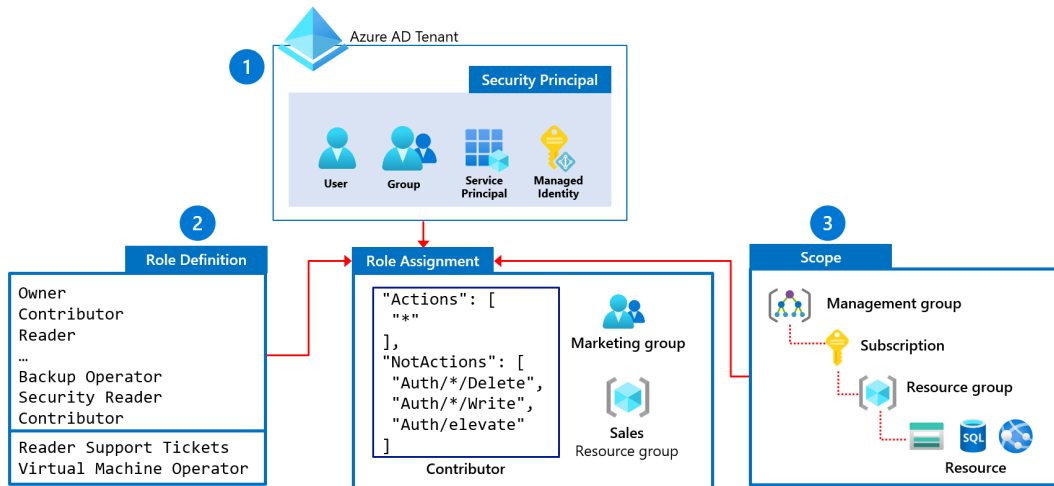 Azure AD Tenant
1
Security Principal
User
Group
Service
Principal
Managed
Identity
2
Role Definition
Owner
Contributor
Reader
…
Backup Operator
Security Reader
Contributor
Reader Support Tickets
Virtual Machine Operator
Role Assignment
"Actions": [
"*"
],
"NotActions": [
"Auth/*/Delete",
"Auth/*/Write",
"Auth/elevate"
]
Contributor
Marketing group
Sales
Resource group
3
Scope
Management group
Subscription
Resource group
SQL
Resource